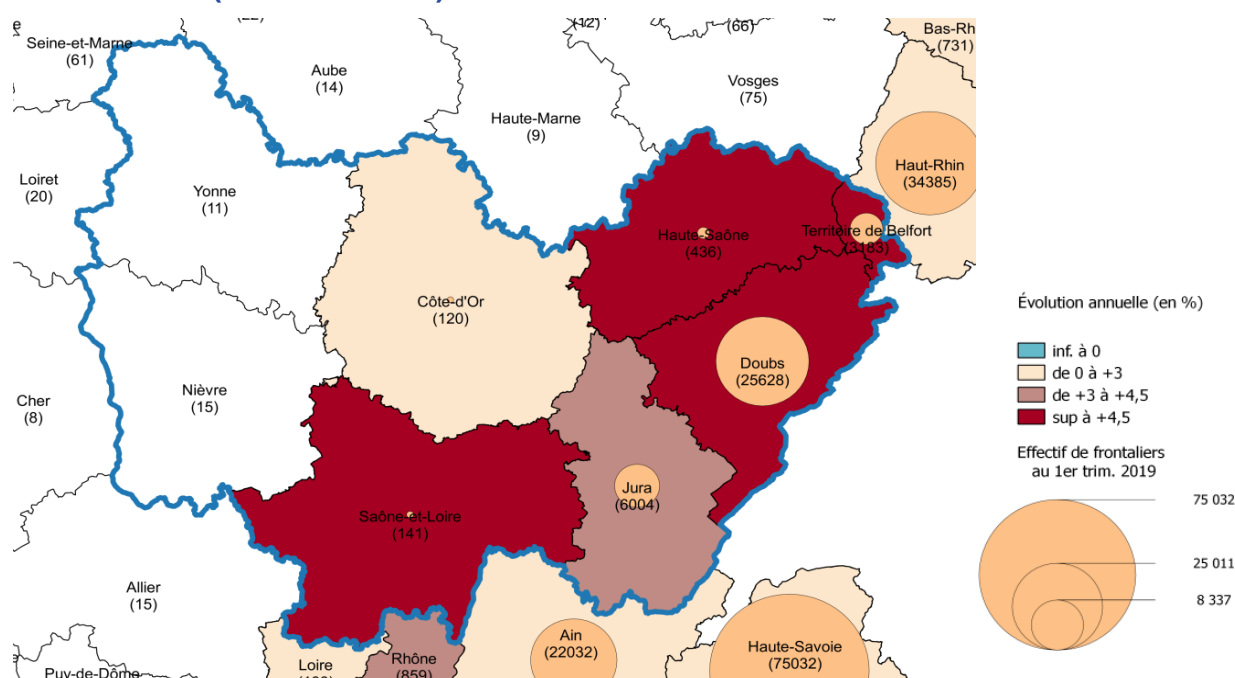 Seine-et-Marne
(61)
Aube
(14)
(66)
Bas-Rh
(731)
Vosges
(75)
Haute-Marne
(9)
Haut-Rhin
(34385)
Loiret
(20)
Yonne
(11)
Haute-Saône
(436)
Territoire de Belfort
(3183)
Côte-d'Or
(120)
Doubs
(25628)
Nièvre
(15)
Cher
(8)
Jura
(6004)
Saône-et-Loire
(141)
Allier
(15)
Ain
(22032)
Haute-Savoie
(75032)
Loire
Rhône
(859)
Puy-de-Dôme
Évolution annuelle (en %)
inf. à 0
de 0 à +3
de +3 à +4,5
sup à +4,5
Effectif de frontaliers
au 1er trim. 2019
75 032
25 011
8 337